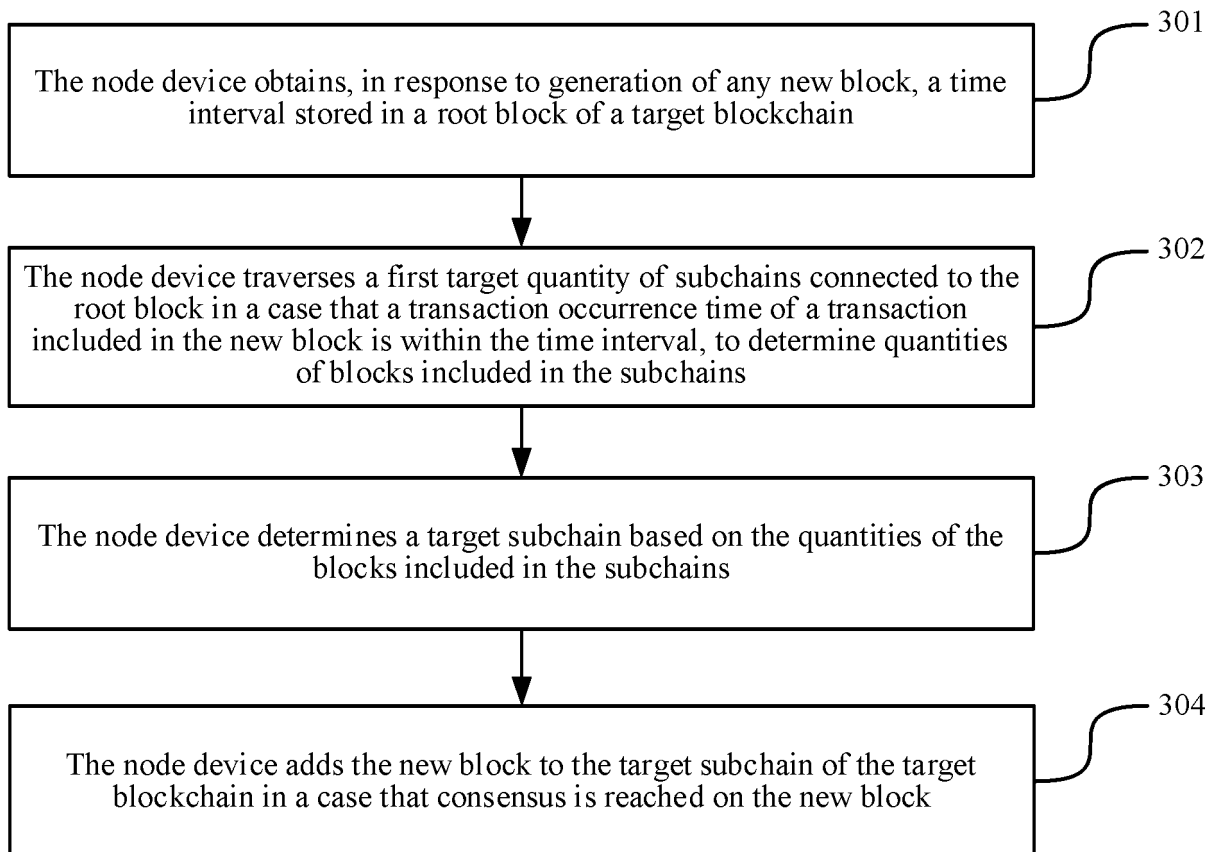 301
The node device obtains, in response to generation of any new block, a time
interval stored in a root block of a target blockchain
302
The node device traverses a first target quantity of subchains connected to the
root block in a case that a transaction occurrence time of a transaction
included in the new block is within the time interval, to determine quantities
of blocks included in the subchains
303
The node device determines a target subchain based on the quantities of the
blocks included in the subchains
304
The node device adds the new block to the target subchain of the target
blockchain in a case that consensus is reached on the new block